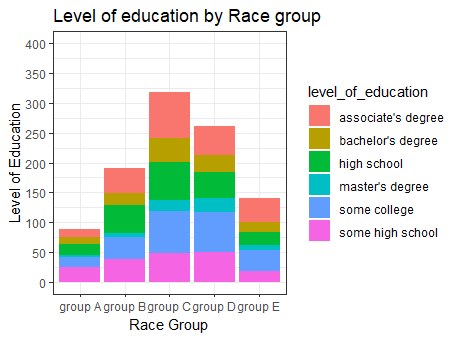 Level of education by Race group
Level of Education
400
350
300
250
200
150
100
50
0
group A group B group C group D group E
Race Group
level_of_education
associate's degree
bachelor's degree
high school
master's degree
some college
some high school